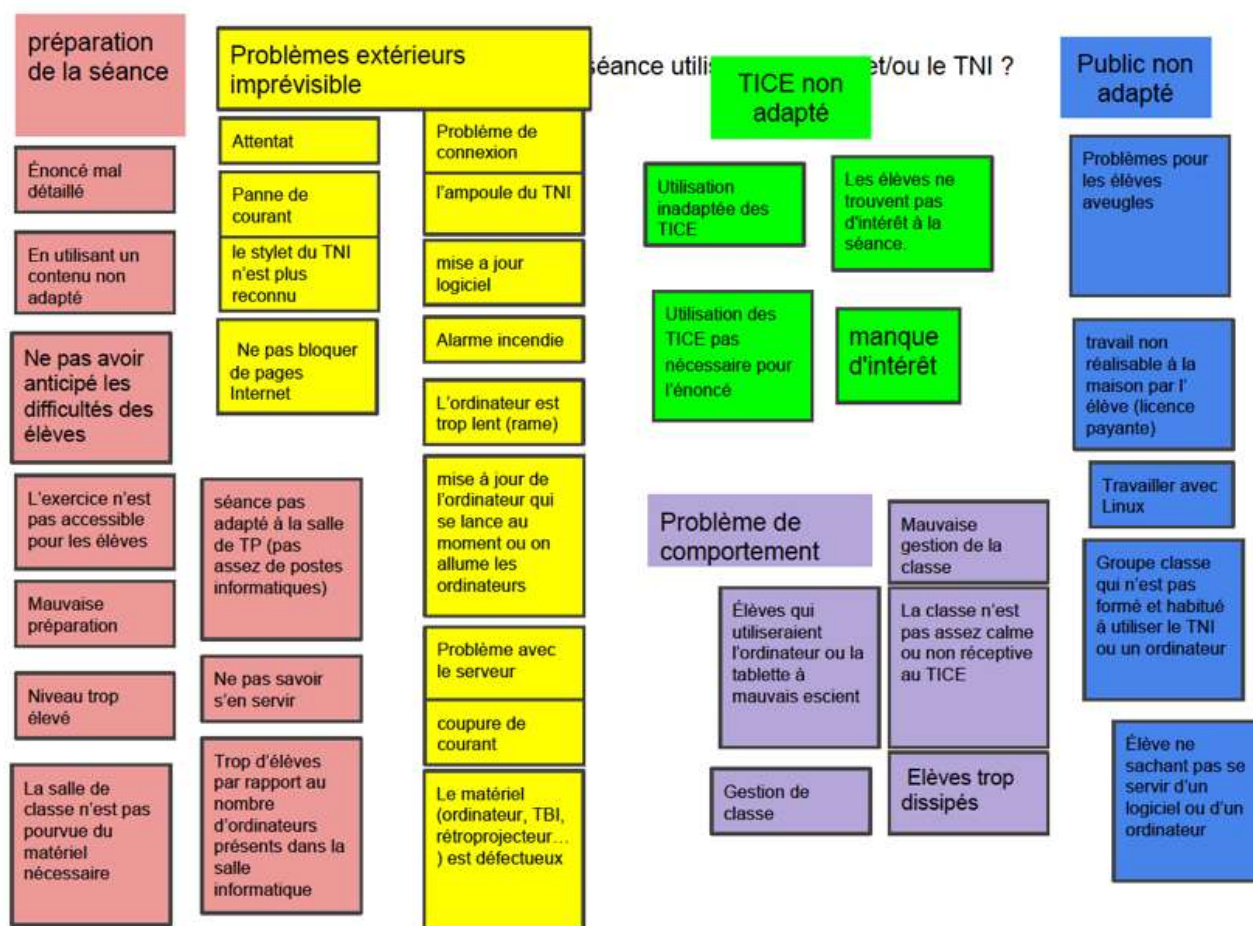 préparation
de la séance
Énoncé mal
détaillé
En utilisant un
contenu non
adapté
Ne pas avoir
anticipé les
difficultés des
élèves
L'exercice n'est
pas accessible
pour les élèves
Mauvaise
préparation
Niveau trop
élevé
La salle de
classe n'est pas
pourvue du
matériel
nécessaire
séance pas
adapté à la salle
de TP (pas
assez de postes
informatiques)
Ne pas savoir
s'en servir
Trop d'élèves
par rapport au
nombre
d'ordinateurs
présents dans la
salle
informatique
Problèmes extérieurs
imprévisible
séance utilis
et/ou le TNI ?
Attentat
Panne de
courant
le stylet du TNI
n'est plus
reconnu
Ne pas bloquer
de pages
Internet
Problème de
connexion
l'ampoule du TNI
mise a jour
logiciel
Alarme incendie
L'ordinateur est
trop lent (rame)
mise à jour de
l'ordinateur qui
se lance au
moment ou on
allume les
ordinateurs
Problème avec
le serveur
coupure de
courant
Le matériel
(ordinateur, TBI,
rétroprojecteur…
) est défectueux
TICE non
adapté
Utilisation
inadaptée des
TICE
Les élèves ne
trouvent pas
d'intérêt à la
séance.
Utilisation des
TICE pas
nécessaire pour
l'énoncé
manque
d'intérêt
Problème de
comportement
Mauvaise
gestion de la
classe
Élèves qui
utiliseraient
l'ordinateur ou la
tablette à
mauvais escient
La classe n'est
pas assez calme
ou non réceptive
au TICE
Gestion de
classe
Elèves trop
dissipés
Public non
adapté
Problèmes pour
les élèves
aveugles
travail non
réalisable à la
maison par l'
élève (licence
payante)
Travailler avec
Linux
Groupe classe
qui n'est pas
formé et habitué
à utiliser le TNI
ou un ordinateur
Élève ne
sachant pas se
servir d'un
logiciel ou d'un
ordinateur